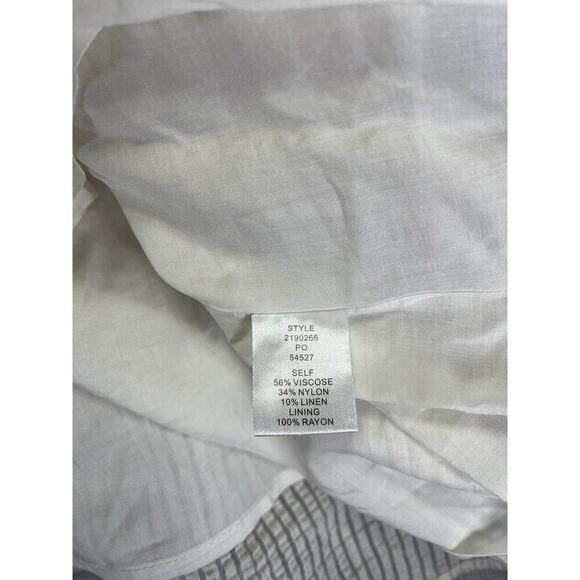 STYLE
2190266
PO
54527
SELF
56% VISCOSE
34% NYLON
10% LINEN
LINING
100% RAYON